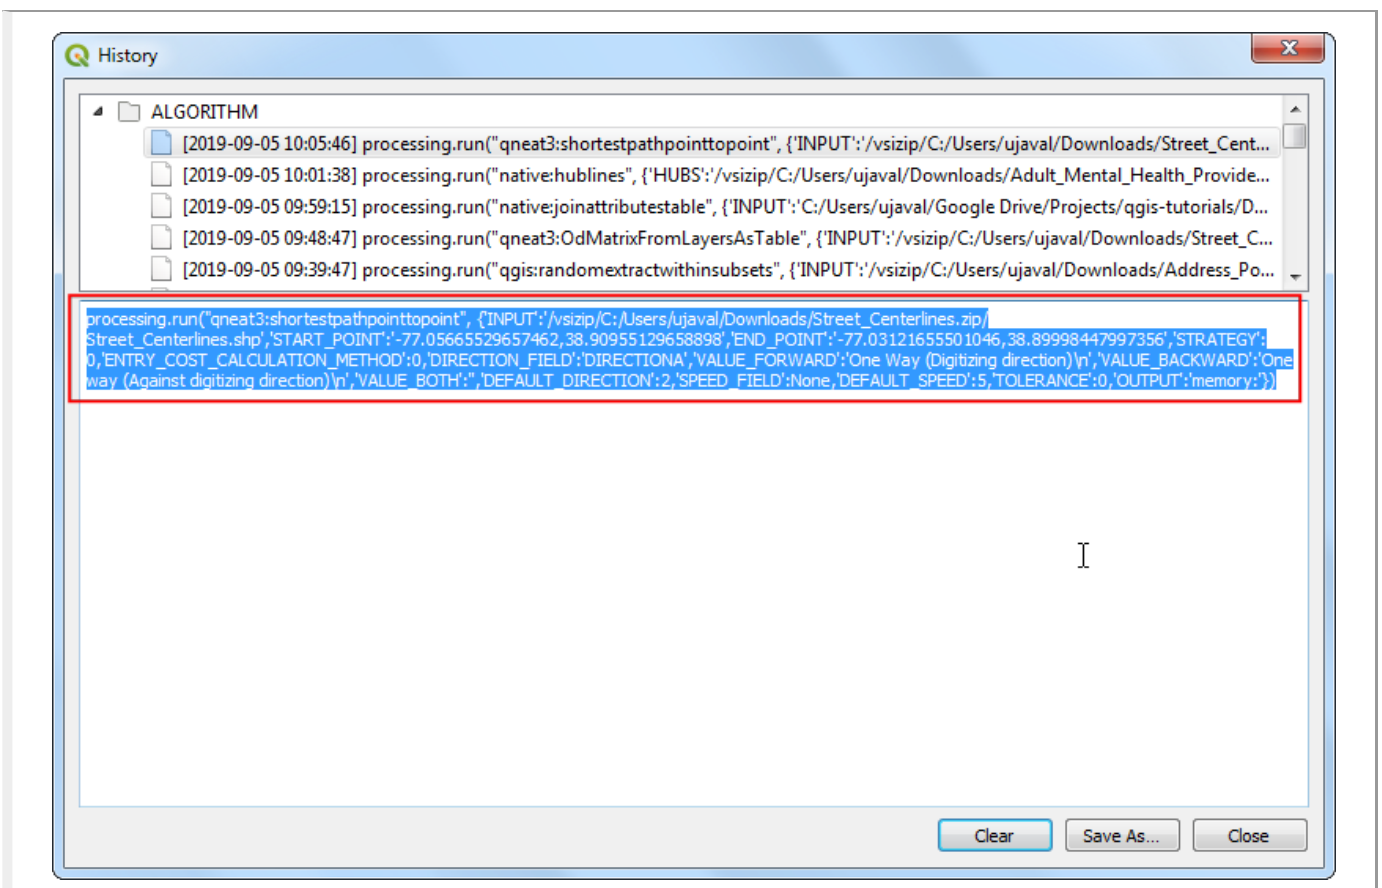 History
ALGORITHM
[2019-09-05 10:05:46] processing.run("qneat3:shortestpathpointtopoint", {'INPUT':'/vsizip/C:/Users/ujaval/Downloads/Street_Cent...
[2019-09-05 10:01:38] processing.run("native:hublines", {'HUBS':'/vsizip/C:/Users/ujaval/Downloads/Adult_Mental_Health_Provide...
[2019-09-05 09:59:15] processing.run("native:joinattributestable", {'INPUT':'C:/Users/ujaval/Google Drive/Projects/qgis-tutorials/D...
[2019-09-05 09:48:47] processing.run("qneat3:OdMatrixFromLayersAsTable", {'INPUT':'/vsizip/C:/Users/ujaval/Downloads/Street_C...
[2019-09-05 09:39:47] processing.run("qgis:randomextractwithinsubsets", {'INPUT':'/vsizip/C:/Users/ujaval/Downloads/Address_Po...
processing.run("qneat3:shortestpathpointtopoint", {'INPUT':'/vsizip/C:/Users/ujaval/Downloads/Street_Centerlines.zip/
Street_Centerlines.shp','START_POINT':'-77.05665529657462,38.90955129658898','END_POINT':'-77.03121655501046,38.89998447997356','STRATEGY':
0,'ENTRY_COST_CALCULATION_METHOD':0,'DIRECTION_FIELD':'DIRECTIONA','VALUE_FORWARD':'One Way (Digitizing direction)\n','VALUE_BACKWARD':'One
way (Against digitizing direction)\n','VALUE_BOTH':'','DEFAULT_DIRECTION':2,'SPEED_FIELD':None,'DEFAULT_SPEED':5,'TOLERANCE':0,'OUTPUT':'memory:'})
Clear
Save As...
Close